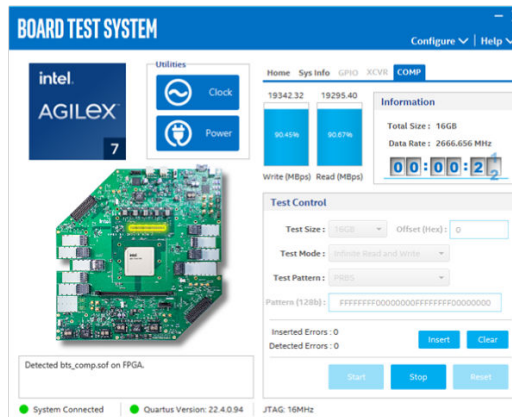 BOARD TEST SYSTEM
Configure
Help
intel.
AGILEX
7
Utilities
Clock
Power
Home Sys Info GPIO XCVR COMP
19342.32 19295.40
90.45% 90.67%
Write (MBps) Read (MBps)
Information
Total Size : 16GB
Data Rate : 2666.656 MHz
Test Control
Test Size : 16GB Offset (Hex) : 0
Test Mode : Infinite Read and Write
Test Pattern : PRBS
Pattern (128b) : FFFFFFFF00000000FFFFFFFF00000000
Inserted Errors : 0
Detected Errors : 0
Insert Clear
Start Stop Reset
Detected bts_comp.sof on FPGA.
System Connected Quartus Version: 22.4.0.94 JTAG: 16MHz